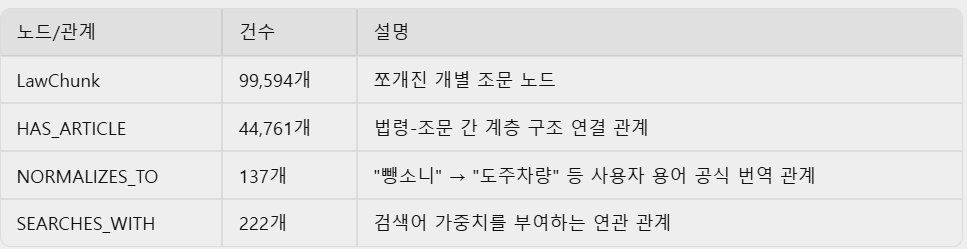 노드/관계 건수 설명
LawChunk 99,594개 쪼개진 개별 조문 노드
HAS_ARTICLE 44,761개 법령-조문 간 계층 구조 연결 관계
NORMALIZES_TO 137개 "뺑소니" → "도주차량" 등 사용자 용어 공식 번역 관계
SEARCHES_WITH 222개 검색어 가중치를 부여하는 연관 관계